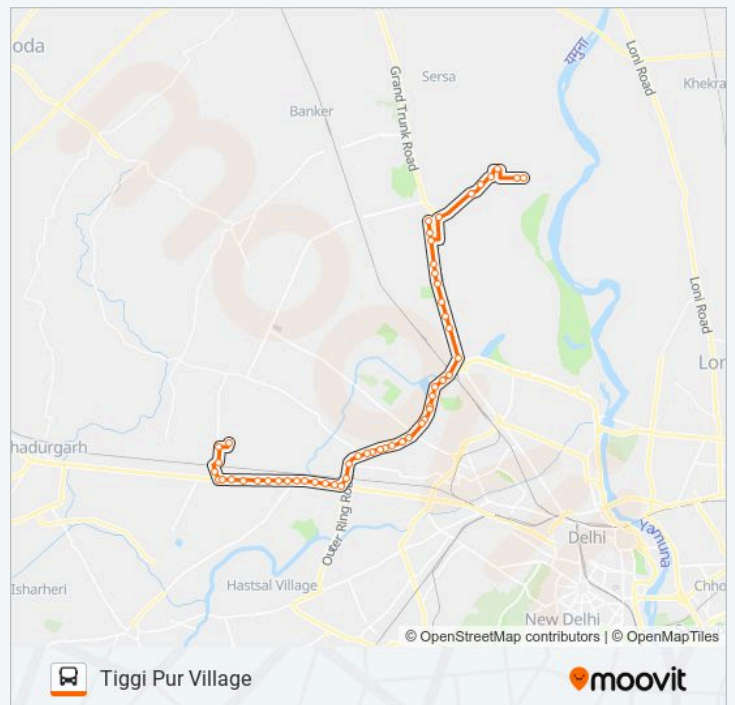 oda
Sersa
यमुना
Loni Road
Khekra
Banker
Grand Trunk Road
Loni Road
Lon
hadurgarh
Outer Ring Roa
Yamuna
Delhi
Isharheri
Hastsal Village
Chho
New Delhi
© OpenStreetMap contributors | © OpenMapTiles
Tiggi Pur Village
moovit